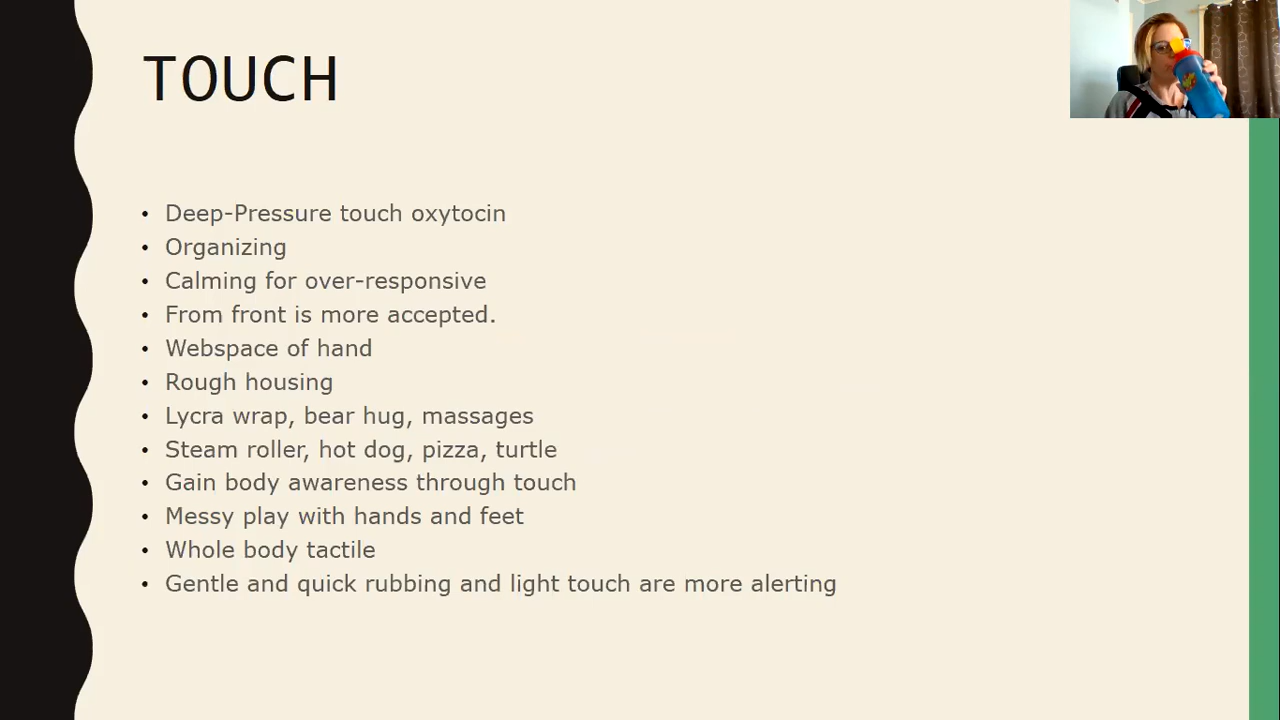 TOUCH
• Deep-Pressure touch oxytocin
• Organizing
• Calming for over-responsive
• From front is more accepted.
• Webspace of hand
• Rough housing
• Lycra wrap, bear hug, massages
• Steam roller, hot dog, pizza, turtle
• Gain body awareness through touch
• Messy play with hands and feet
• Whole body tactile
• Gentle and quick rubbing and light touch are more alerting